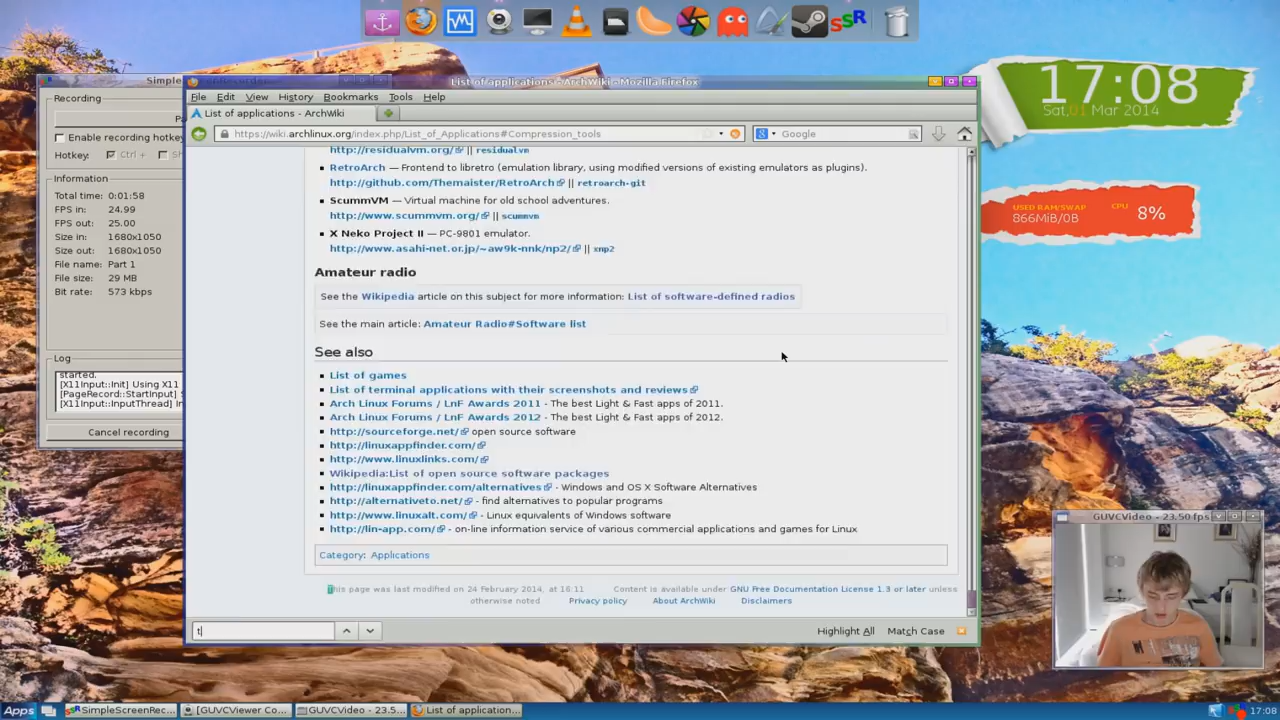 SSR
17:08
Sat,01 Mar 2014
USED RAM/SWAP
866MiB/0B
CPU
8%
Recording
Enable recording hotkey
Hotkey: Ctrl +
Information
Total time: 0:01:58
FPS in: 24.99
FPS out: 25.00
Size in: 1680x1050
Size out: 1680x1050
File name: Part 1
File size: 29 MB
Bit rate: 573 kbps
Log
started.
[X11Input::Init] Using X11
[PageRecord::StartInput]
[X11Input::InputThread]
Cancel recording
List of applications - ArchWiki - Mozilla Firefox
File Edit View History Bookmarks Tools Help
List of applications - ArchWiki
https://wiki.archlinux.org/index.php/List_of_Applications#Compression_tools
Google
http://residualvm.org/ || residualvm
RetroArch — Frontend to libretro (emulation library, using modified versions of existing emulators as plugins).
http://github.com/Themaister/RetroArch || retroarch-git
ScummVM — Virtual machine for old school adventures.
http://www.scummvm.org/ || scummvm
X Neko Project II — PC-9801 emulator.
http://www.asahi-net.or.jp/~aw9k-nnk/np2/ || xnp2
Amateur radio
See the Wikipedia article on this subject for more information: List of software-defined radios
See the main article: Amateur Radio#Software list
See also
List of games
List of terminal applications with their screenshots and reviews
Arch Linux Forums / LnF Awards 2011 - The best Light & Fast apps of 2011.
Arch Linux Forums / LnF Awards 2012 - The best Light & Fast apps of 2012.
http://sourceforge.net/ open source software
http://linuxappfinder.com/
http://www.linuxlinks.com/
Wikipedia:List of open source software packages
http://linuxappfinder.com/alternatives - Windows and OS X Software Alternatives
http://alternativeto.net/ - find alternatives to popular programs
http://www.linuxalt.com/ - Linux equivalents of Windows software
http://lin-app.com/ - on-line information service of various commercial applications and games for Linux
Category: Applications
This page was last modified on 24 February 2014, at 16:11 Content is available under GNU Free Documentation License 1.3 or later unless
otherwise noted Privacy policy About ArchWiki Disclaimers
t
Highlight All Match Case
GUVCVideo - 23.50 fps
Apps
SimpleScreenRec...
[GUVCViewer Co...
GUVCVideo - 23.5...
List of application...
17:08